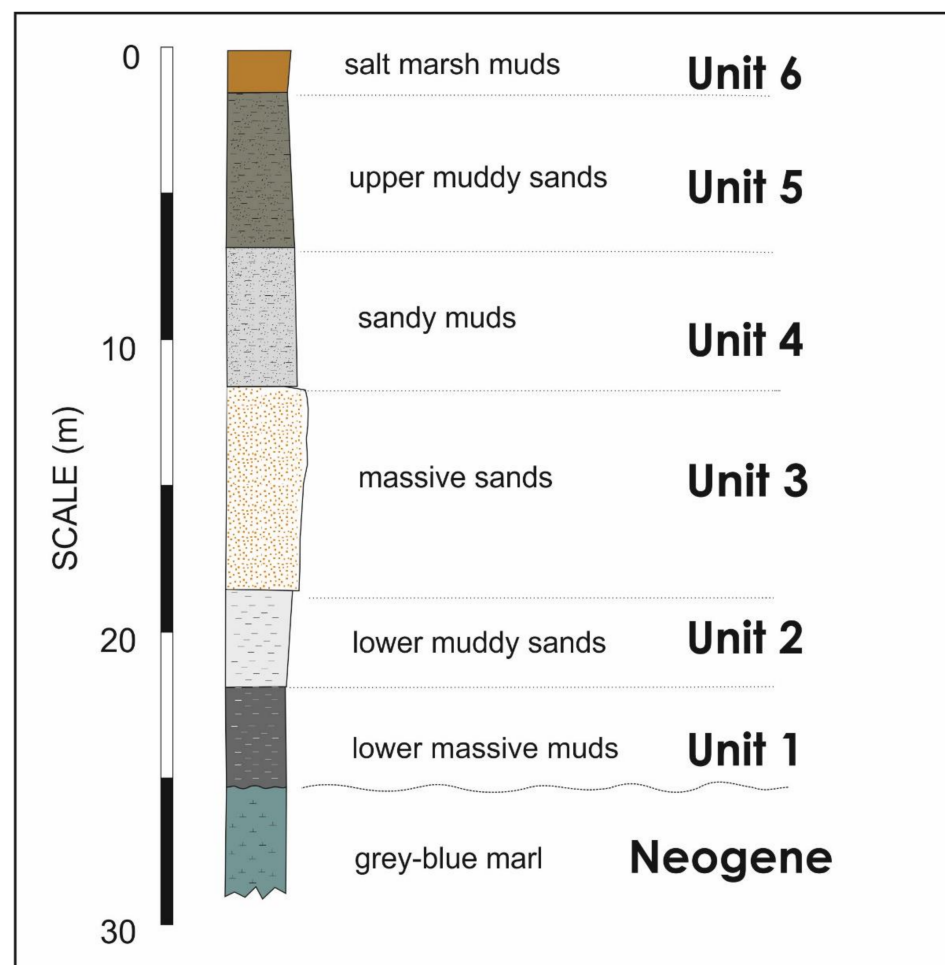 0
salt marsh muds Unit 6
upper muddy sands Unit 5
sandy muds Unit 4
10
SCALE (m)
massive sands Unit 3
20
lower muddy sands Unit 2
lower massive muds Unit 1
grey-blue marl Neogene
30